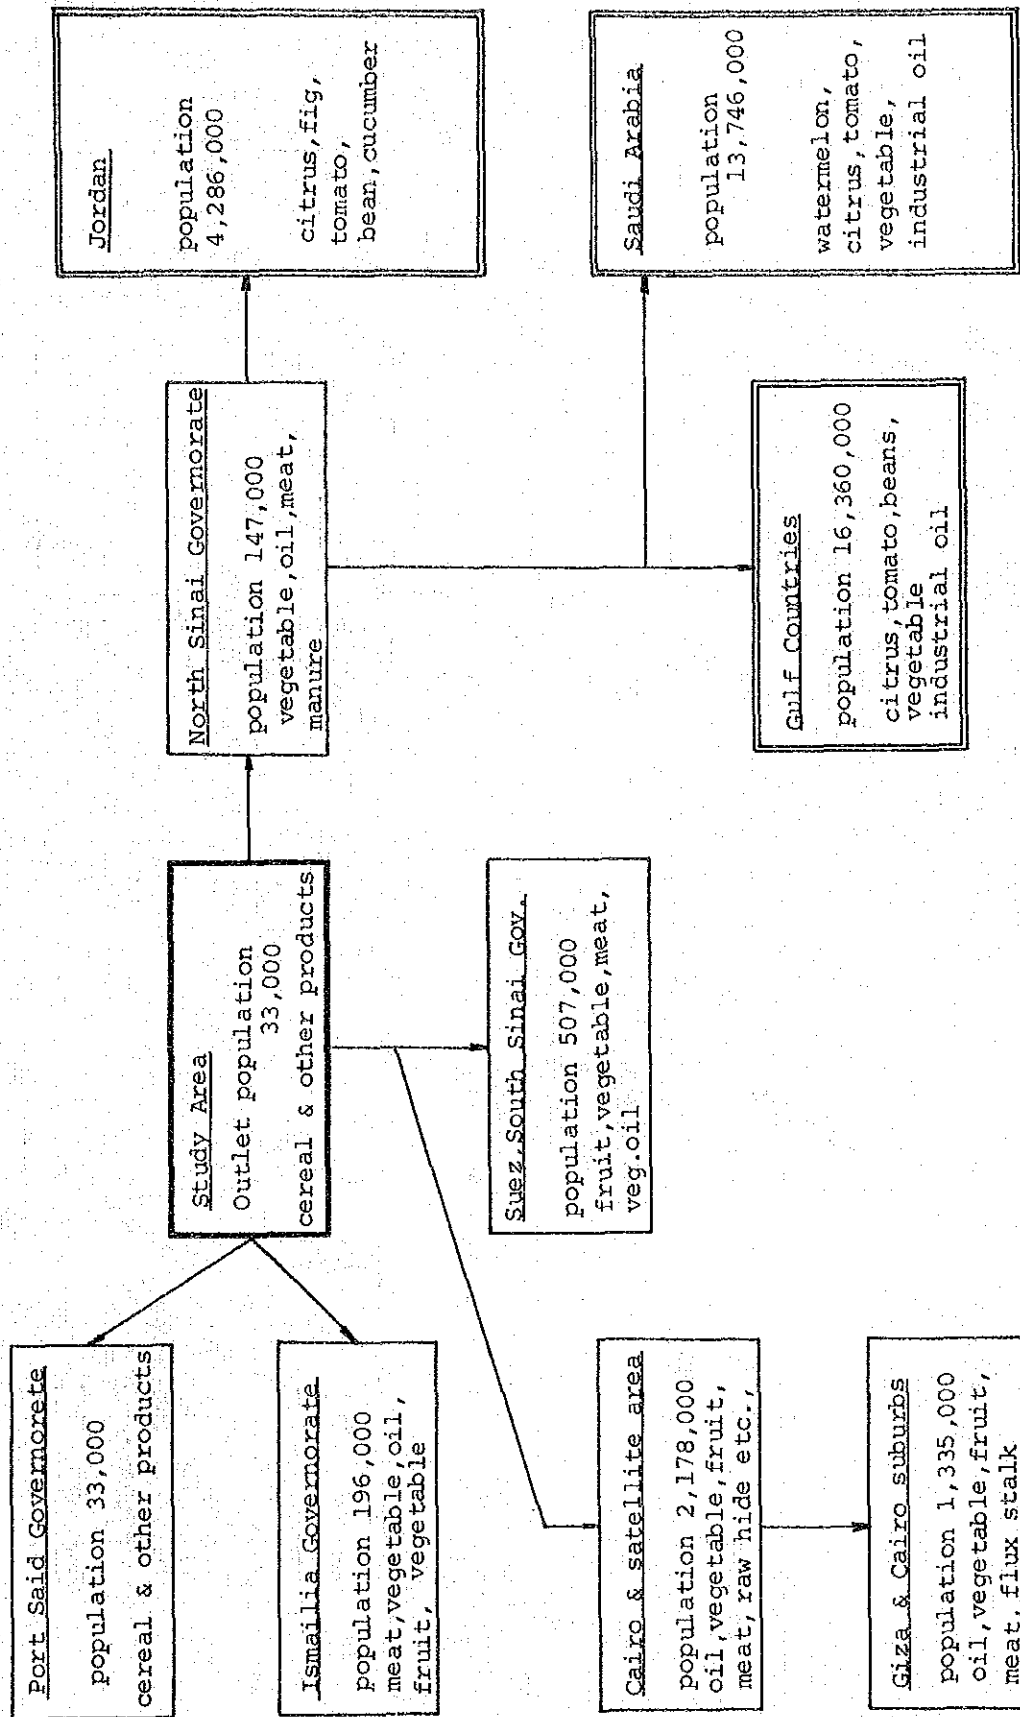 Port Said Governorete
population 33,000
cereal & other products
Ismailia Governorate
population 196,000
meat,vegetable,oil,
fruit, vegetable
Cairo & satellite area
population 2,178,000
oil,vegetable,fruit,
meat,raw hide etc.,
Giza & Cairo suburbs
population 1,335,000
oil,vegetable,fruit,
meat, flux stalk
Study Area
Outlet population
33,000
cereal & other products
Suez,South Sinai Gov.
population 507,000
fruit,vegetable,meat,
veg.oil
North Sinai Governorate
population 147,000
vegetable,oil,meat,
manure
Gulf Countries
population 16,360,000
citrus,tomato,beans,
vegetable
industrial oil
Jordan
population
4,286,000
citrus,fig,
tomato,
bean,cucumber
Saudi Arabia
population
13,746,000
watermelon,
citrus,tomato,
vegetable,
industrial oil